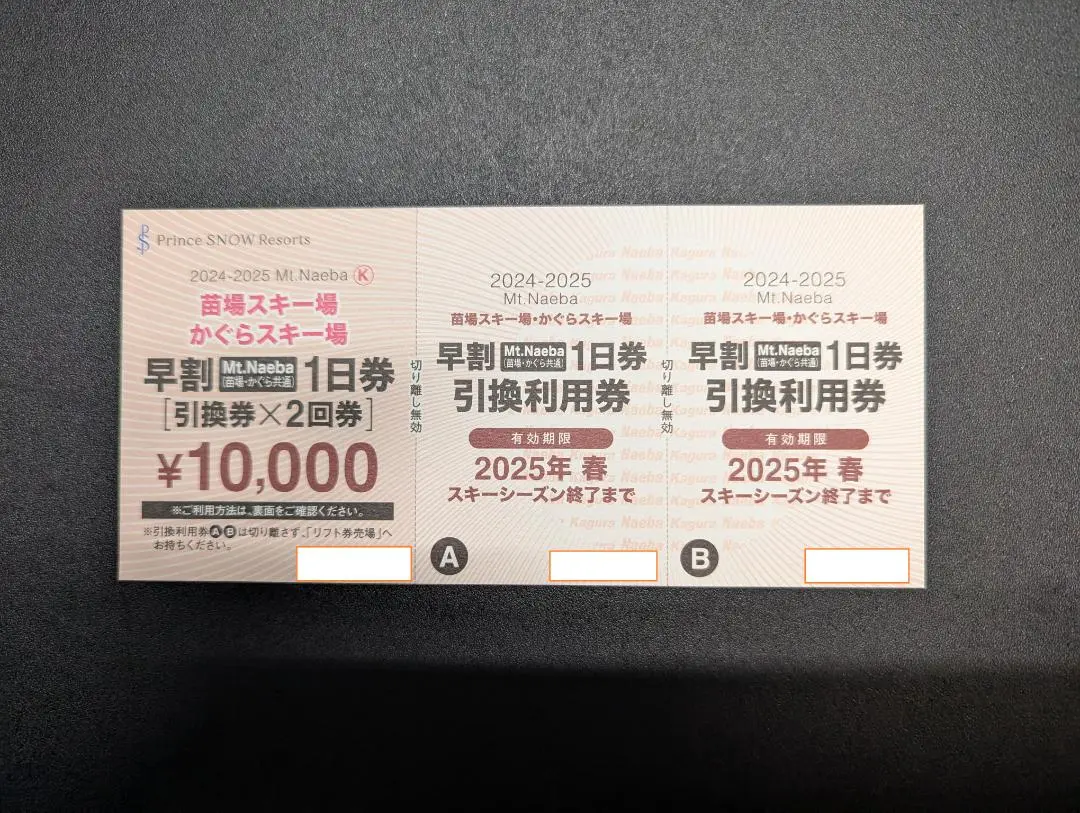 Prince SNOW Resorts
2024-2025 Mt.Naeba Ⓚ
苗場スキー場
かぐらスキー場
早割 Mt.Naeba (苗場・かぐら共通) 1日券
[引換券×2回券]
¥10,000
※ご利用方法は、裏面をご確認ください。
※引換利用券ⒶⒷは切り離さず、「リフト券売場」へ
お持ちください。
切り離し無効
2024-2025
Mt.Naeba
苗場スキー場・かぐらスキー場
早割 Mt.Naeba (苗場・かぐら共通) 1日券
引換利用券
有効期限
2025年 春
スキーシーズン終了まで
A
切り離し無効
2024-2025
Mt.Naeba
苗場スキー場・かぐらスキー場
早割 Mt.Naeba (苗場・かぐら共通) 1日券
引換利用券
有効期限
2025年 春
スキーシーズン終了まで
B